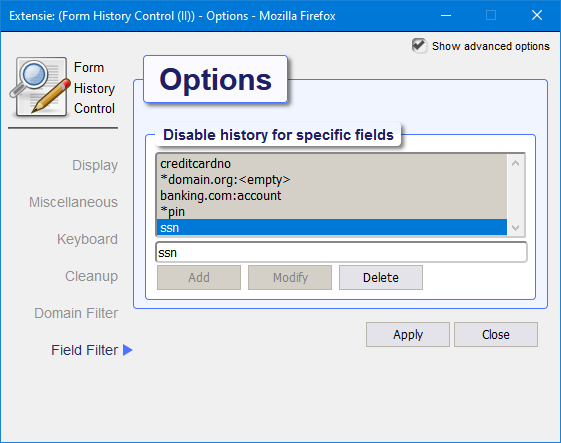 Extensie: (Form History Control (II)) - Options - Mozilla Firefox
Show advanced options
Form
History
Control
Options
Display
Miscellaneous
Keyboard
Cleanup
Domain Filter
Field Filter
Disable history for specific fields
creditcardno
*domain.org:<empty>
banking.com:account
*pin
ssn
ssn
Add Modify Delete
Apply Close